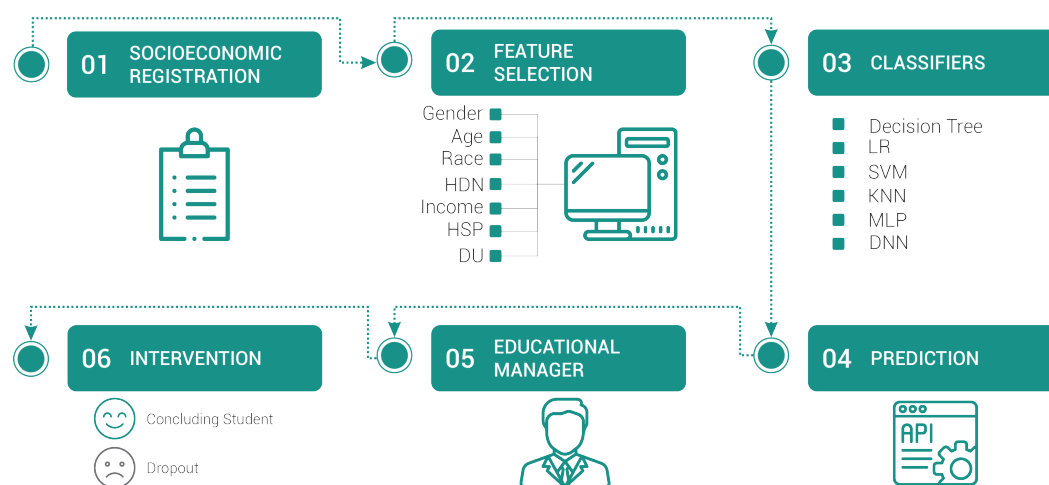 01 SOCIOECONOMIC
REGISTRATION
02 FEATURE
SELECTION
03 CLASSIFIERS
Gender
Age
Race
HDN
Income
HSP
DU
Decision Tree
LR
SVM
KNN
MLP
DNN
06 INTERVENTION
05 EDUCATIONAL
MANAGER
04 PREDICTION
Concluding Student
Dropout
API